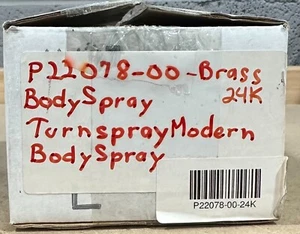 P22078-00-Brass
BodySpray 24K
TurnsprayModern
BodySpray
P22078-00-24K